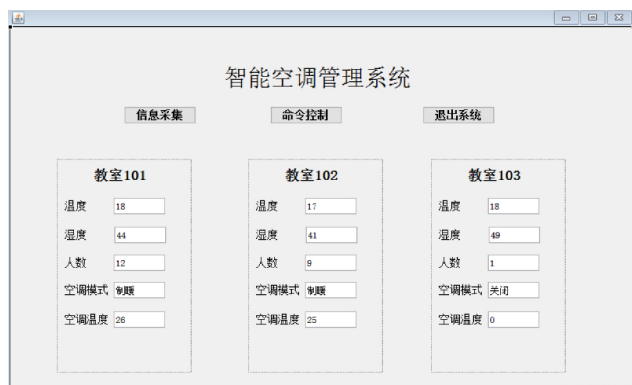 智能空调管理系统
信息采集 命令控制 退出系统
教室101 教室102 教室103
温度 18 温度 17 温度 18
湿度 44 湿度 41 湿度 49
人数 12 人数 9 人数 1
空调模式 制暖 空调模式 制暖 空调模式 关闭
空调温度 26 空调温度 25 空调温度 0